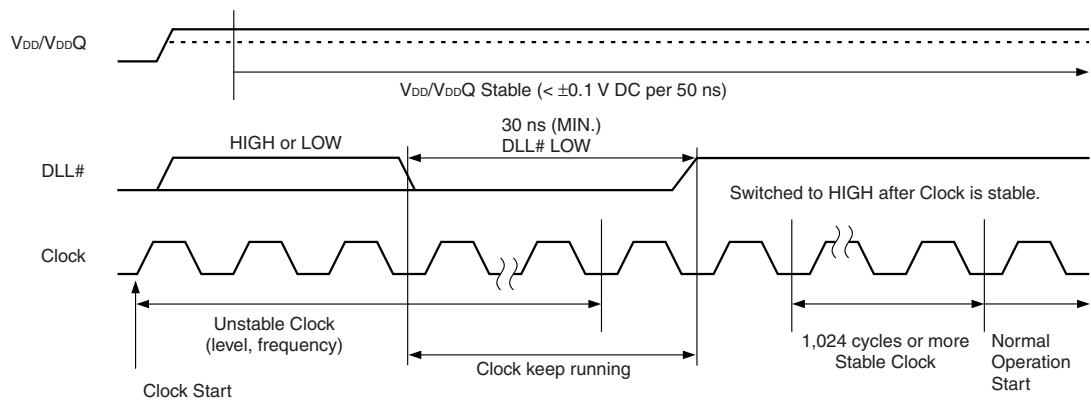 VDD/VDDQ
VDD/VDDQ Stable (< ±0.1 V DC per 50 ns)
30 ns (MIN.)
DLL# LOW
HIGH or LOW
DLL#
Switched to HIGH after Clock is stable.
Clock
Unstable Clock
(level, frequency)
Clock keep running
1,024 cycles or more
Stable Clock
Normal
Operation
Start
Clock Start